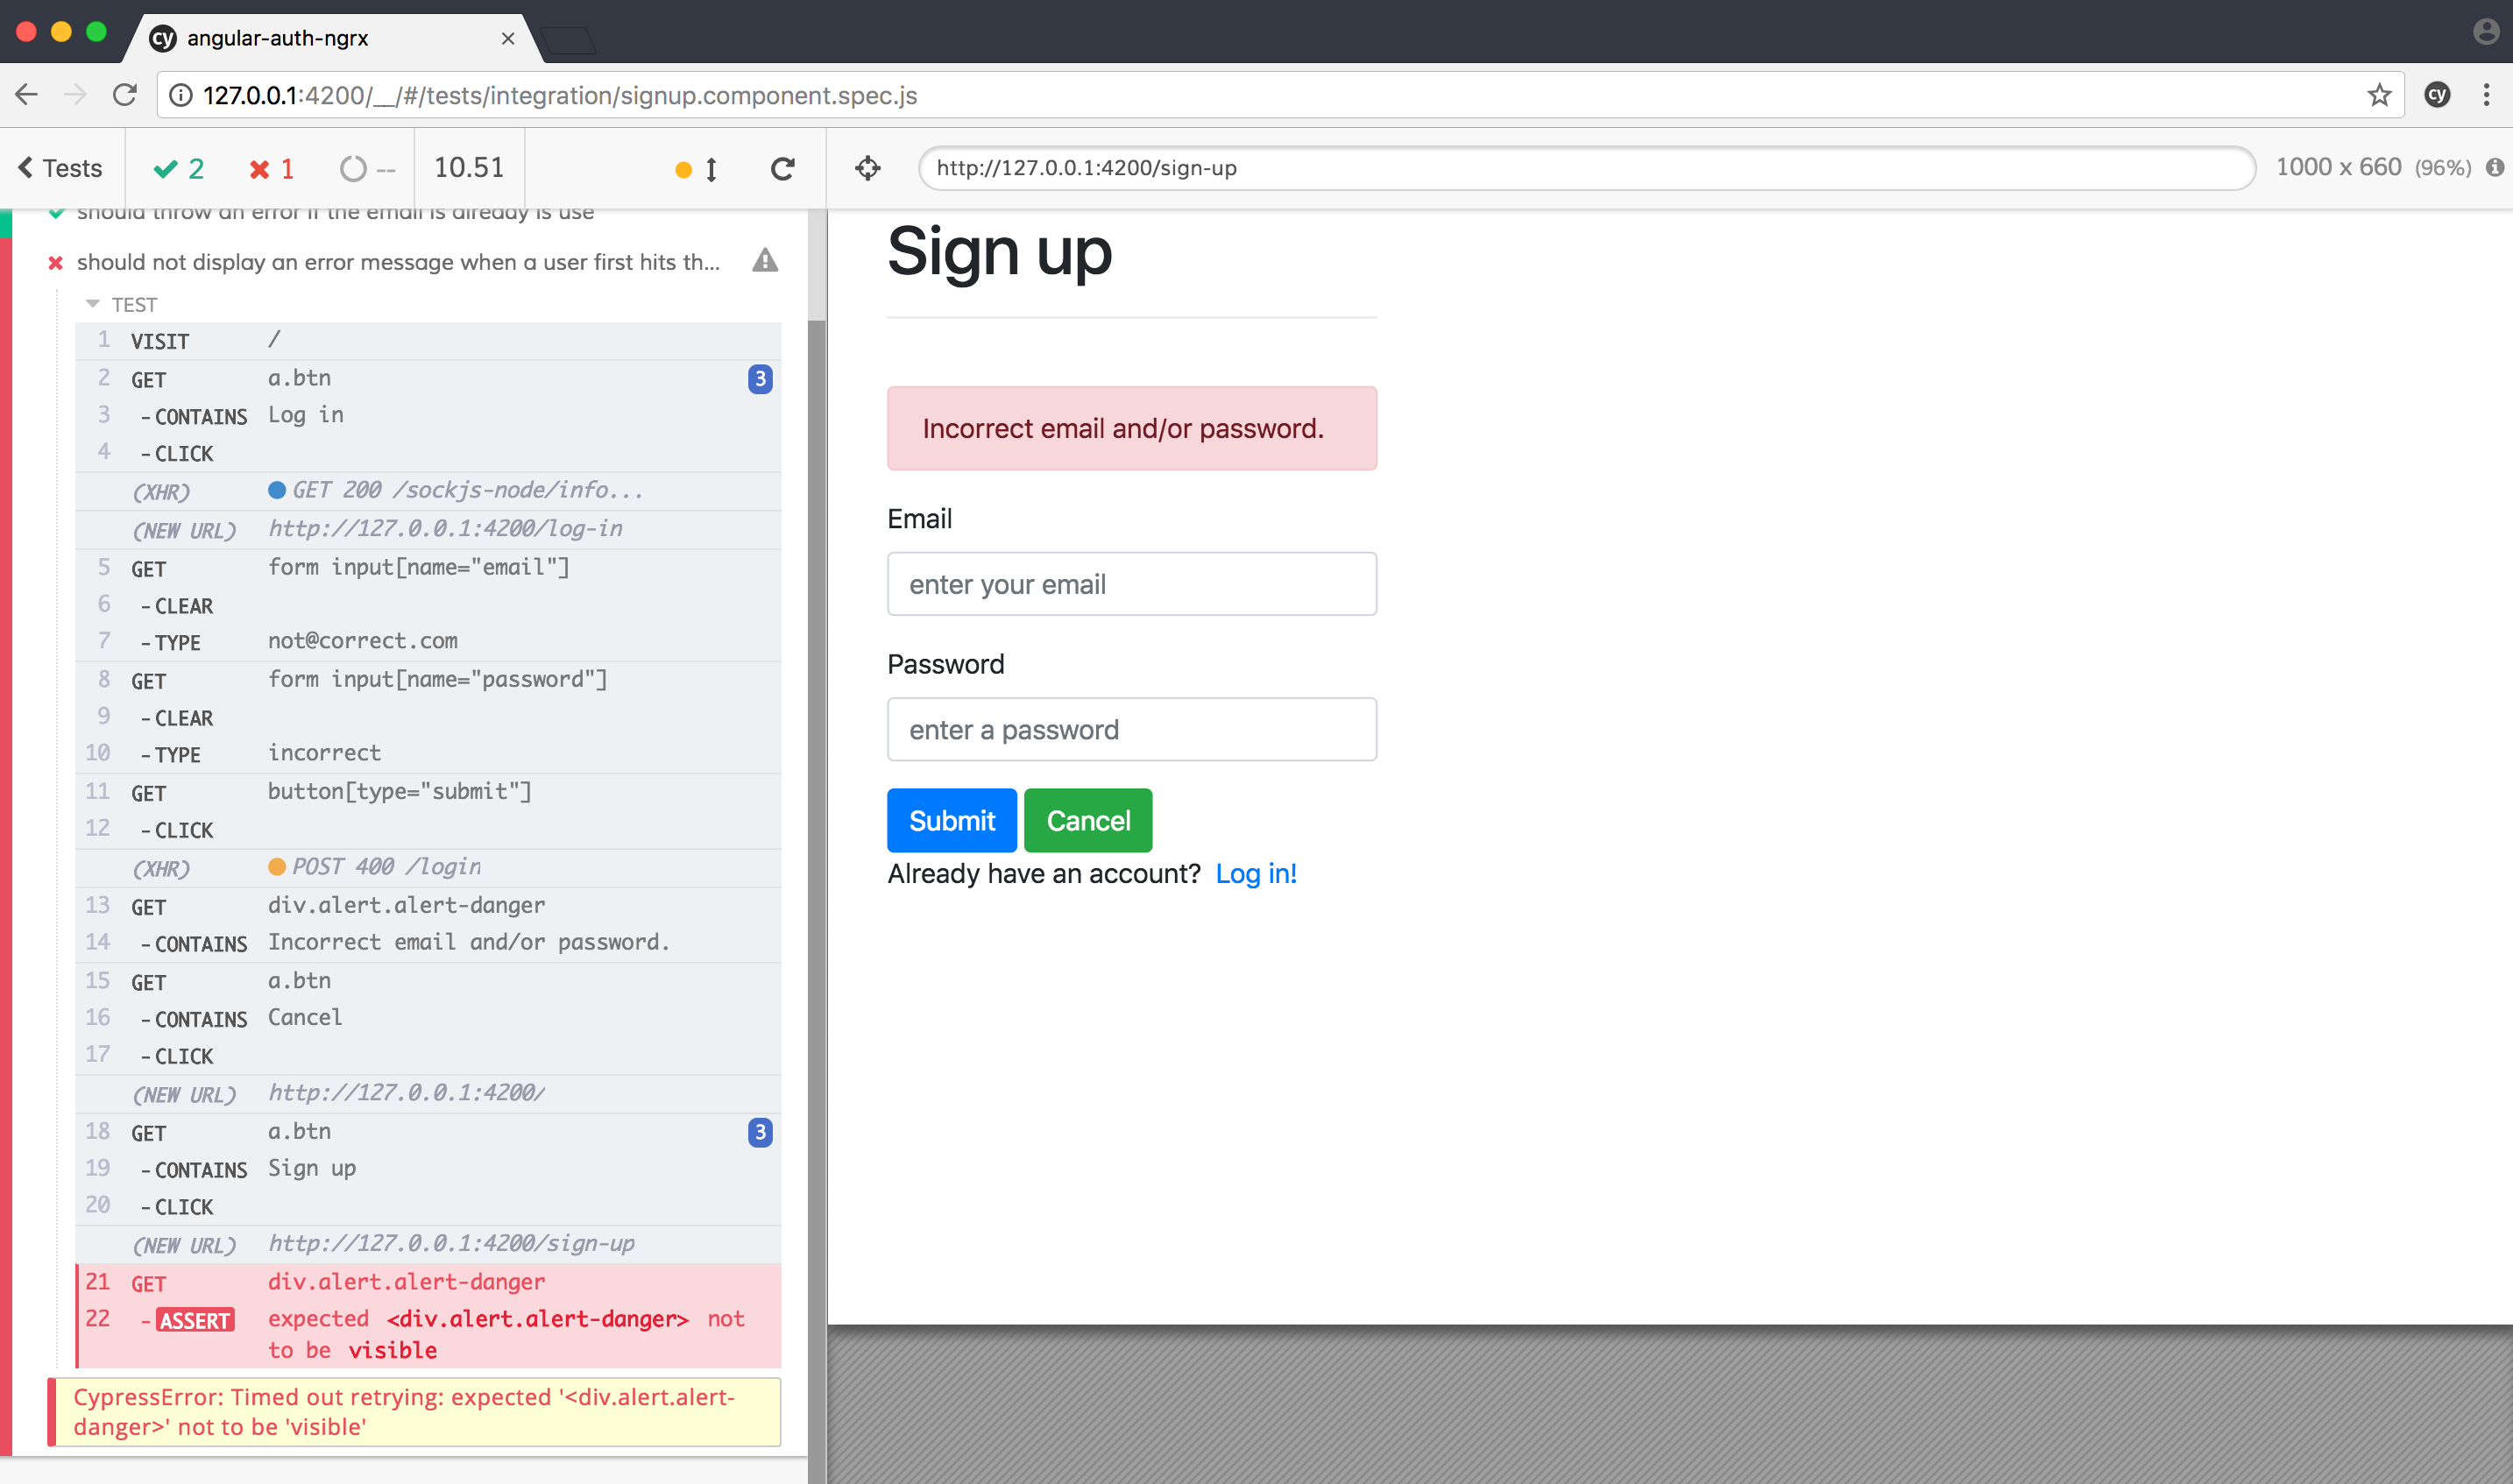 cy angular-auth-ngrx ×
127.0.0.1:4200/__/#/tests/integration/signup.component.spec.js cy
Tests 2 1 -- 10.51 http://127.0.0.1:4200/sign-up 1000 x 660 (96%)
should throw an error if the email is already is use
should not display an error message when a user first hits th...
TEST
1 VISIT /
2 GET a.btn 3
3 -CONTAINS Log in
4 -CLICK
(XHR) GET 200 /sockjs-node/info...
(NEW URL) http://127.0.0.1:4200/log-in
5 GET form input[name="email"]
6 -CLEAR
7 -TYPE not@correct.com
8 GET form input[name="password"]
9 -CLEAR
10 -TYPE incorrect
11 GET button[type="submit"]
12 -CLICK
(XHR) POST 400 /login
13 GET div.alert.alert-danger
14 -CONTAINS Incorrect email and/or password.
15 GET a.btn
16 -CONTAINS Cancel
17 -CLICK
(NEW URL) http://127.0.0.1:4200/
18 GET a.btn 3
19 -CONTAINS Sign up
20 -CLICK
(NEW URL) http://127.0.0.1:4200/sign-up
21 GET div.alert.alert-danger
22 -ASSERT expected <div.alert.alert-danger> not
to be visible
CypressError: Timed out retrying: expected '<div.alert.alert-
danger>' not to be 'visible'
Sign up
Incorrect email and/or password.
Email
enter your email
Password
enter a password
Submit Cancel
Already have an account? Log in!